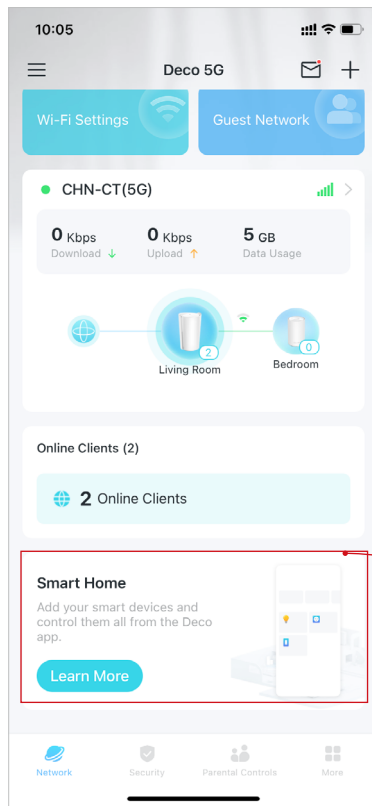 10:05
Deco 5G
Wi-Fi Settings
Guest Network
CHN-CT(5G)
0 Kbps
Download ↓
0 Kbps
Upload ↑
5 GB
Data Usage
2
Living Room
0
Bedroom
Online Clients (2)
2 Online Clients
Smart Home
Add your smart devices and
control them all from the Deco
app.
Learn More
Network
Security
Parental Controls
More